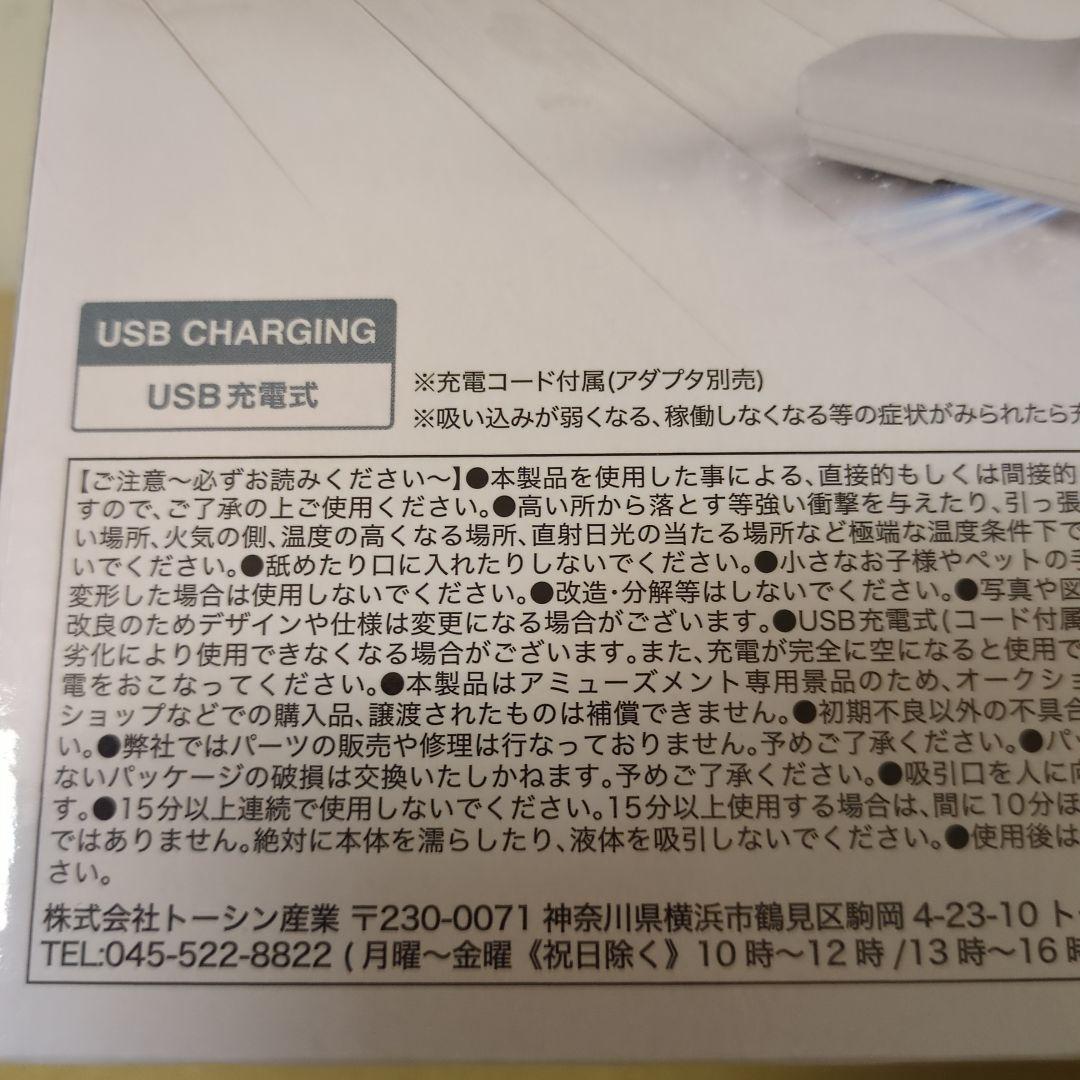 USB CHARGING
USB充電式
※充電コード付属(アダプタ別売)
※吸い込みが弱くなる、稼働しなくなる等の症状がみられたら充
【ご注意〜必ずお読みください〜】●本製品を使用した事による、直接的もしくは間接的
すので、ご了承の上ご使用ください。●高い所から落とす等強い衝撃を与えたり、引っ張
い場所、火気の側、温度の高くなる場所、直射日光の当たる場所など極端な温度条件下で
いでください。●舐めたり口に入れたりしないでください。●小さなお子様やペットの手
変形した場合は使用しないでください。●改造・分解等はしないでください。●写真や図
改良のためデザインや仕様は変更になる場合がございます。●USB充電式(コード付属
劣化により使用できなくなる場合がございます。また、充電が完全に空になると使用で
電をおこなってください。●本製品はアミューズメント専用景品のため、オークショ
ショップなどでの購入品、譲渡されたものは補償できません。●初期不良以外の不具合
い。●弊社ではパーツの販売や修理は行なっておりません。予めご了承ください。●パッ
ないパッケージの破損は交換いたしかねます。予めご了承ください。●吸引口を人に向
す。●15分以上連続で使用しないでください。15分以上使用する場合は、間に10分ほ
ではありません。絶対に本体を濡らしたり、液体を吸引しないでください。●使用後は
さい。
株式会社トーシン産業 〒230-0071 神奈川県横浜市鶴見区駒岡 4-23-10 ト
TEL:045-522-8822 ( 月曜〜金曜《祝日除く》10時〜12時 /13時〜16時